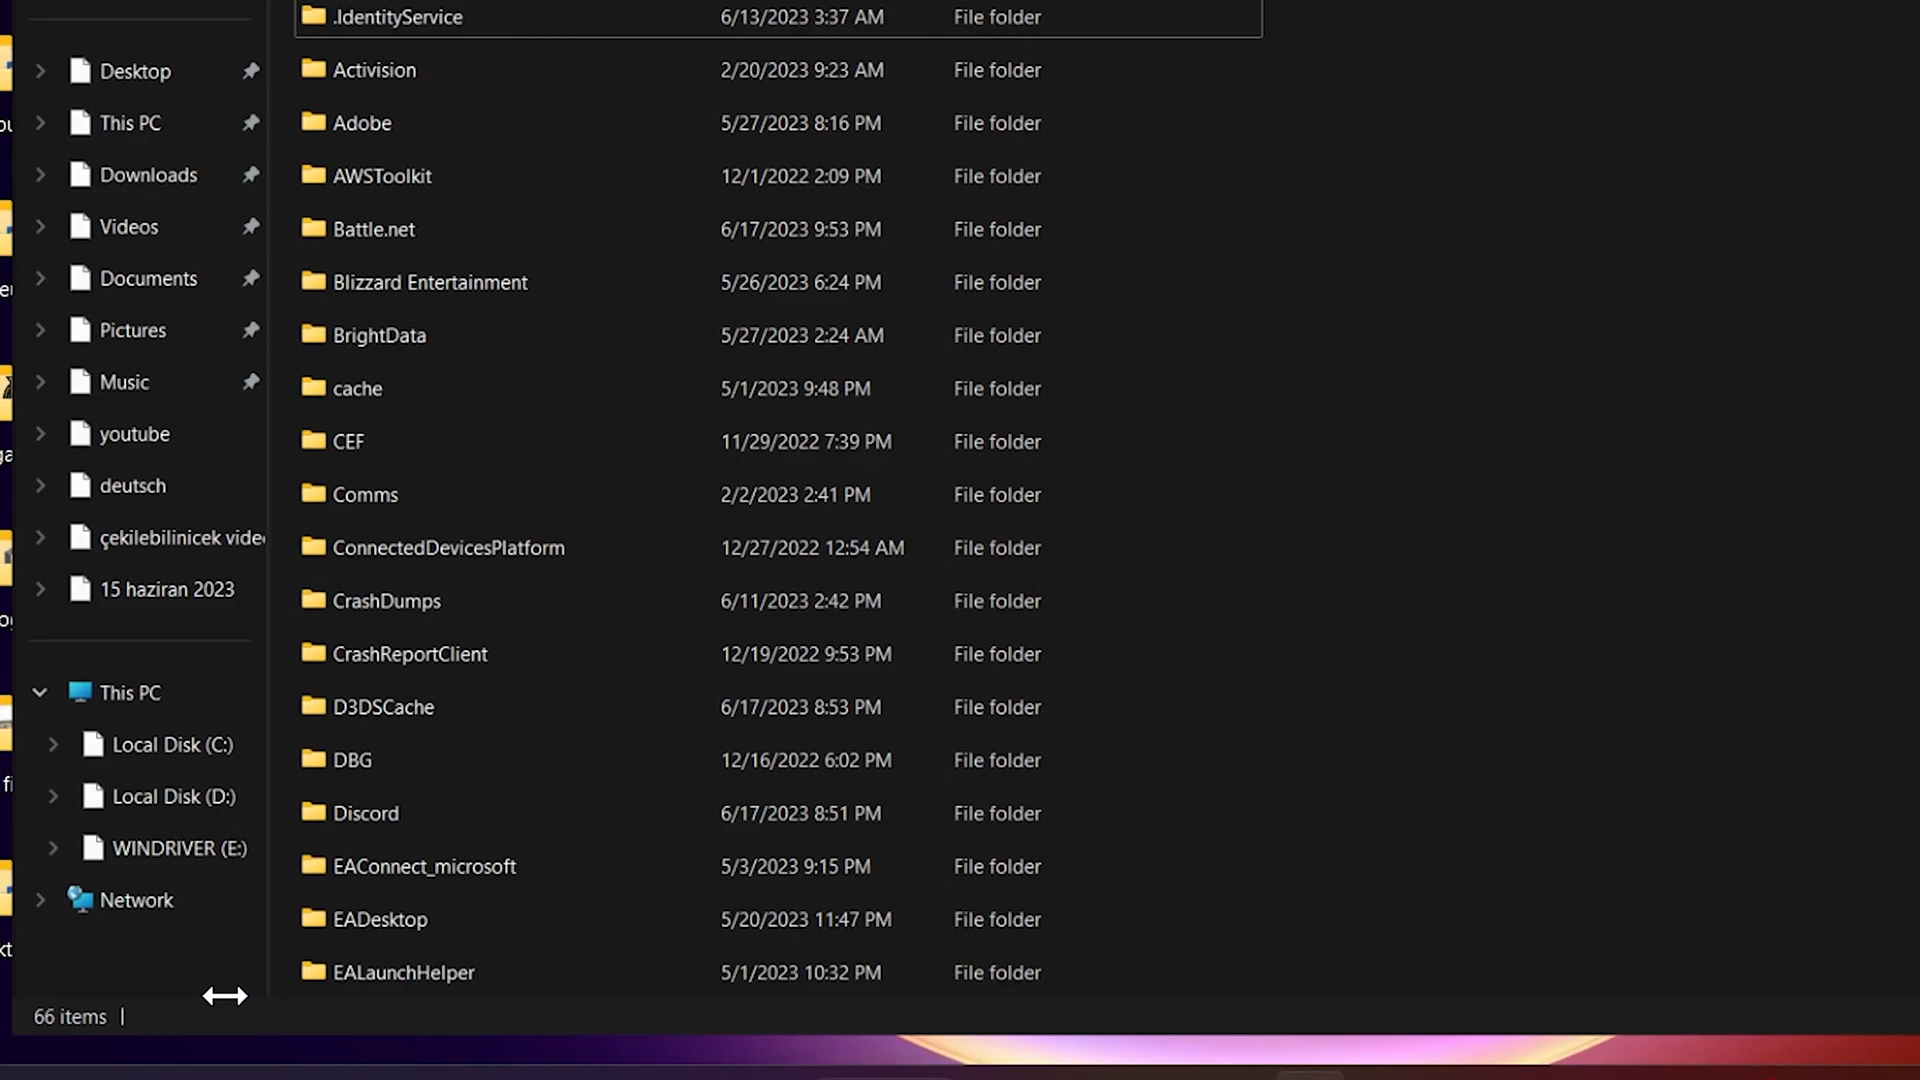 Desktop
This PC
Downloads
Videos
Documents
Pictures
Music
youtube
deutsch
çekilebilinicek
15 haziran 2023
This PC
Local Disk (C:)
Local Disk (D:)
WINDRIVER (E:)
Network
.IdentityService 6/13/2023 3:37 AM File folder
Activision 2/20/2023 9:23 AM File folder
Adobe 5/27/2023 8:16 PM File folder
AWSToolkit 12/1/2022 2:09 PM File folder
Battle.net 6/17/2023 9:53 PM File folder
Blizzard Entertainment 5/26/2023 6:24 PM File folder
BrightData 5/27/2023 2:24 AM File folder
cache 5/1/2023 9:48 PM File folder
CEF 11/29/2022 7:39 PM File folder
Comms 2/2/2023 2:41 PM File folder
ConnectedDevicesPlatform 12/27/2022 12:54 AM File folder
CrashDumps 6/11/2023 2:42 PM File folder
CrashReportClient 12/19/2022 9:53 PM File folder
D3DSCache 6/17/2023 8:53 PM File folder
DBG 12/16/2022 6:02 PM File folder
Discord 6/17/2023 8:51 PM File folder
EAConnect_microsoft 5/3/2023 9:15 PM File folder
EADesktop 5/20/2023 11:47 PM File folder
EALaunchHelper 5/1/2023 10:32 PM File folder
66 items